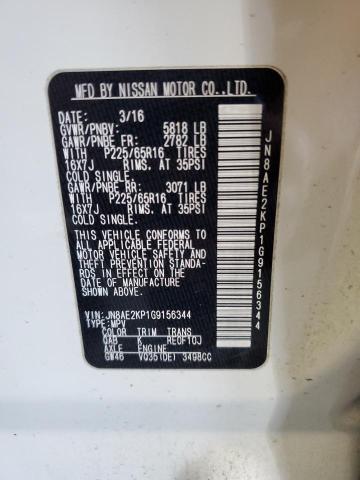 MFD BY NISSAN MOTOR CO.,LTD.
DATE: 3/16
GVWR/PNBV: 5818 LB
GAWR/PNBE FR: 2782 LB
WITH P225/65R16 TIRES
16X7J RIMS, AT 35PSI
COLD SINGLE.
GAWR/PNBE RR: 3071 LB
WITH P225/65R16 TIRES
16X7J RIMS, AT 35PSI
COLD SINGLE.
THIS VEHICLE CONFORMS TO
ALL APPLICABLE FEDERAL
MOTOR VEHICLE SAFETY AND
THEFT PREVENTION STANDA-
RDS IN EFFECT ON THE
DATE OF MANUFACTURE
SHOWN ABOVE.
VIN: JN8AE2KP1G9156344
TYPE: MPV
COLOR TRIM TRANS
QAB K RE0F10J
AXLE ENGINE
GW46 VQ35(DE) 3498CC
JN8AE2KP1G9156344